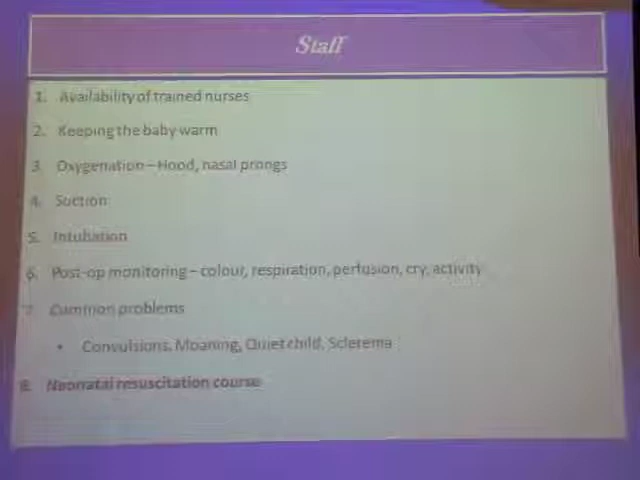 Staff
1. Availability of trained nurses
2. Keeping the baby warm
3. Oxygenation – Hood, nasal prongs
4. Suction
5. Intubation
6. Post-op monitoring – colour, respiration, perfusion, cry, activity
7. Common problems
• Convulsions, Moaning, Quiet child, Sclerema
8. Neonatal resuscitation course